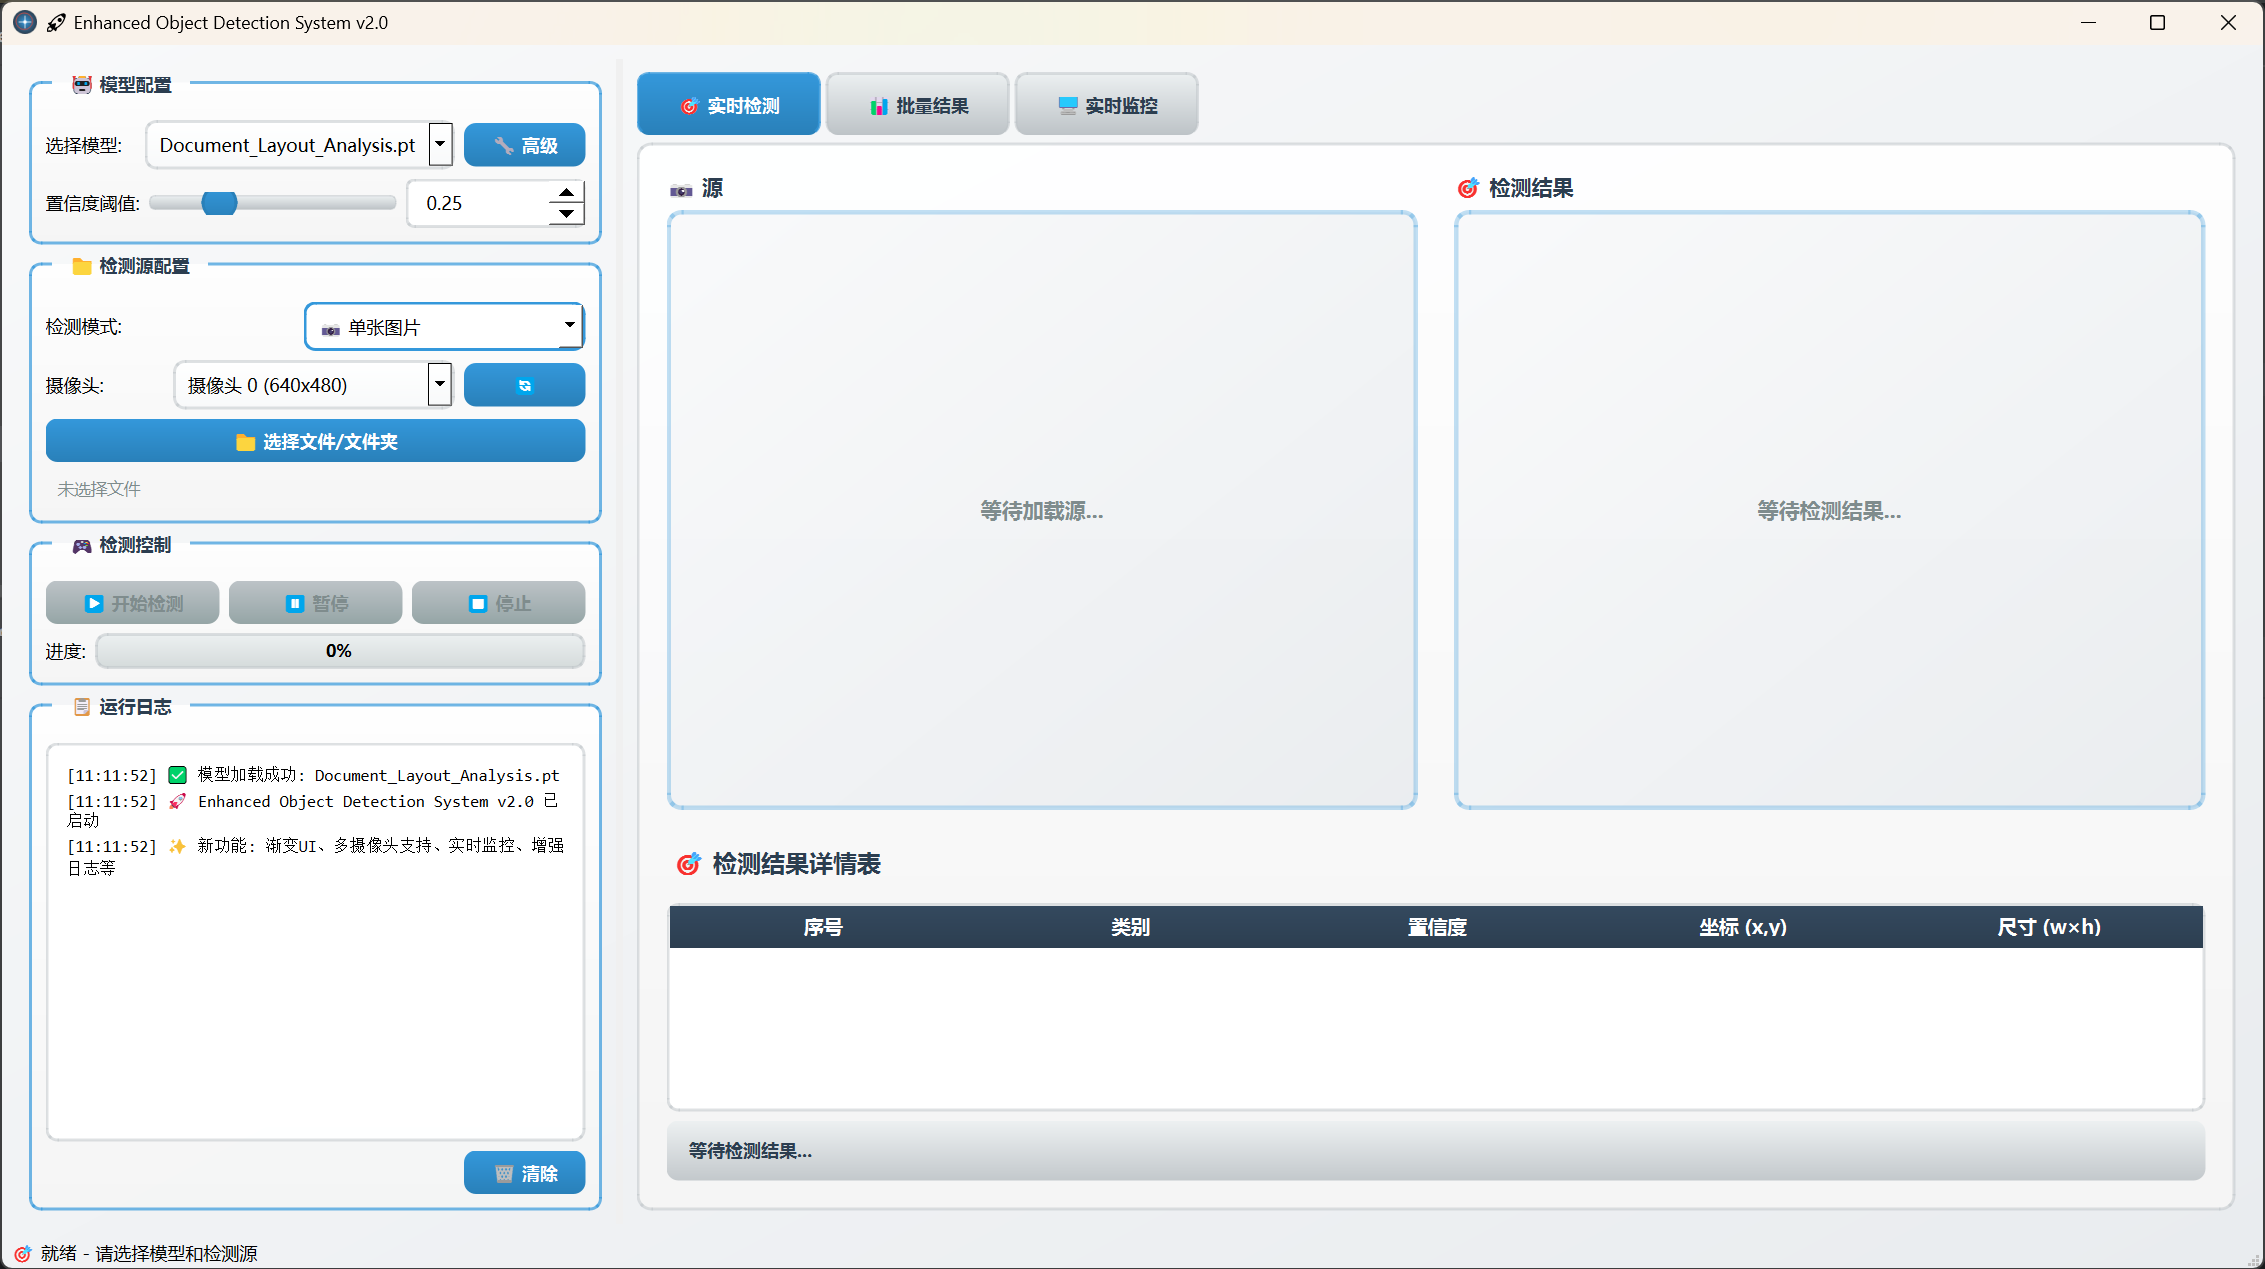 Enhanced Object Detection System v2.0
模型配置
选择模型:
Document_Layout_Analysis.pt
高级
置信度阈值:
0.25
检测源配置
检测模式:
单张图片
摄像头:
摄像头 0 (640x480)
选择文件/文件夹
未选择文件
检测控制
开始检测
暂停
停止
进度:
0%
运行日志
[11:11:52] ✅ 模型加载成功: Document_Layout_Analysis.pt
[11:11:52] 🚀 Enhanced Object Detection System v2.0 已
启动
[11:11:52] ✨ 新功能: 渐变UI、多摄像头支持、实时监控、增强
日志等
清除
实时检测
批量结果
实时监控
源
检测结果
等待加载源...
等待检测结果...
检测结果详情表
序号 类别 置信度 坐标 (x,y) 尺寸 (w×h)
等待检测结果...
就绪 - 请选择模型和检测源